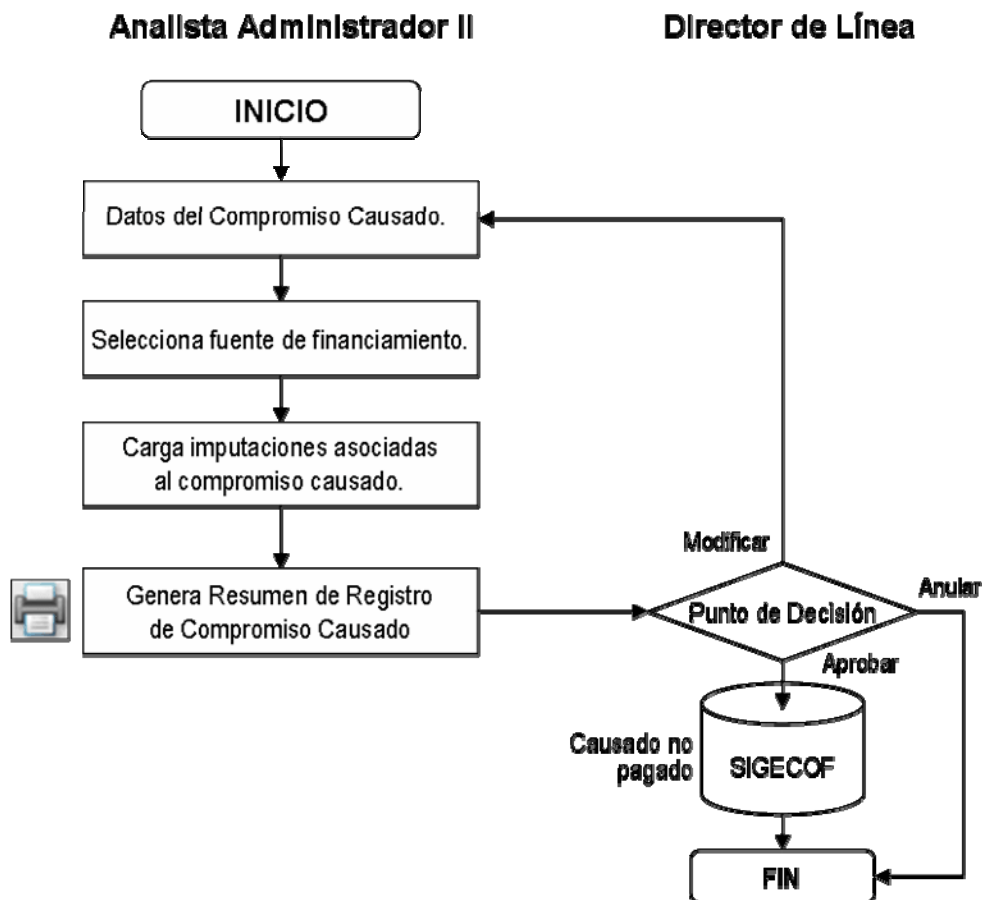 Analista Administrador II
Director de Línea
INICIO
Datos del Compromiso Causado.
Selecciona fuente de financiamiento.
Carga imputaciones asociadas
al compromiso causado.
Genera Resumen de Registro
de Compromiso Causado
Modificar
Punto de Decisión
Anular
Aprobar
Causado no
pagado
SIGECOF
FIN